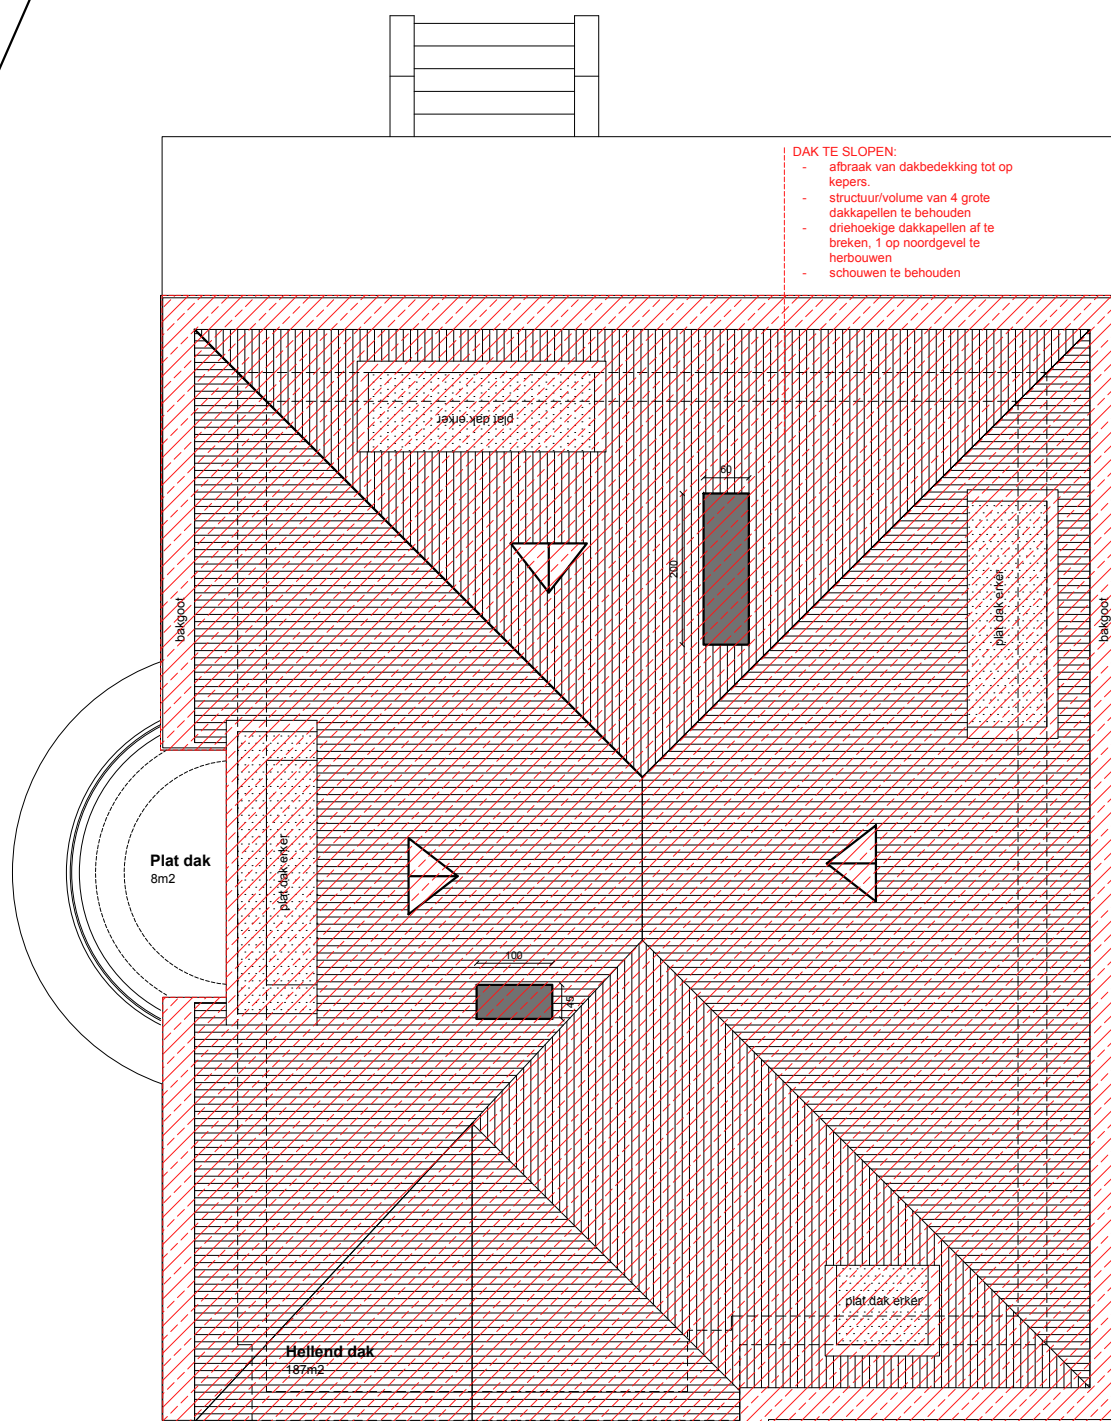 DAK TE SLOPEN:
- afbraak van dakbedekking tot op
kepers.
- structuur/volume van 4 grote
dakkapellen te behouden
- driehoekige dakkapellen af te
breken, 1 op noordgevel te
herbouwen
- schouwen te behouden
plat dak erker
60
200
bakgoot
plat dak erker
bakgoot
Plat dak
8m2
plat dak erker
100
45
plat dak erker
Hellend dak
187m2